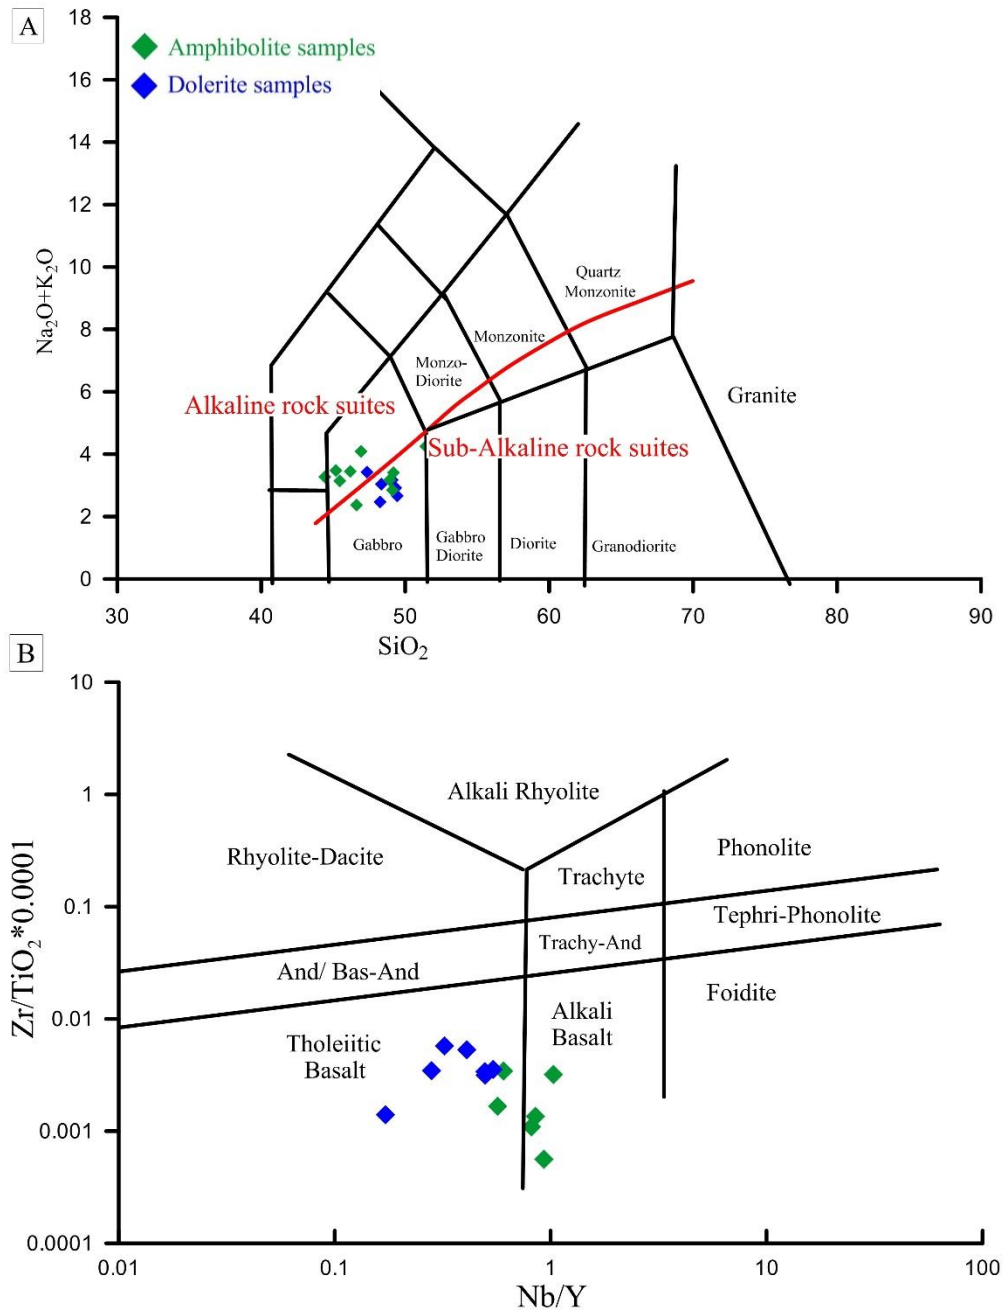 A
18
Amphibolite samples
Dolerite samples
16
14
12
10
8
6
4
2
0
Na₂O+K₂O
Quartz
Monzonite
Monzonite
Monzo-
Diorite
Granite
Alkaline rock suites
Sub-Alkaline rock suites
Gabbro
Gabbro
Diorite
Diorite
Granodiorite
30 40 50 60 70 80 90
SiO₂
B
10
1
0.1
0.01
0.001
0.0001
Zr/TiO₂*0.0001
Alkali Rhyolite
Rhyolite-Dacite
Phonolite
Trachyte
Tephri-Phonolite
Trachy-And
And/ Bas-And
Foidite
Alkali
Basalt
Tholeiitic
Basalt
0.01 0.1 1 10 100
Nb/Y